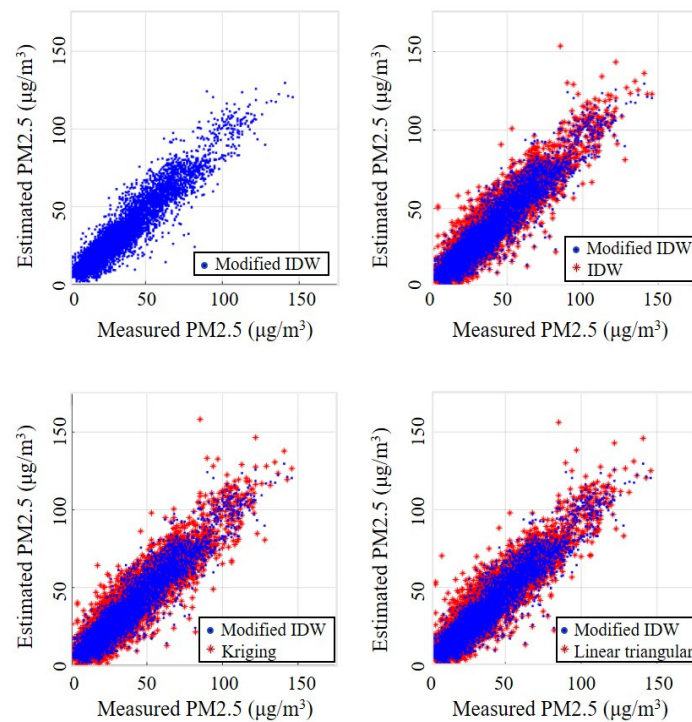 Estimated PM2.5 (μg/m³)
150
100
50
0
Modified IDW
0 50 100 150
Measured PM2.5 (μg/m³)
Estimated PM2.5 (μg/m³)
150
100
50
0
Modified IDW
IDW
0 50 100 150
Measured PM2.5 (μg/m³)
Estimated PM2.5 (μg/m³)
150
100
50
0
Modified IDW
Kriging
0 50 100 150
Measured PM2.5 (μg/m³)
Estimated PM2.5 (μg/m³)
150
100
50
0
Modified IDW
Linear triangular
0 50 100 150
Measured PM2.5 (μg/m³)